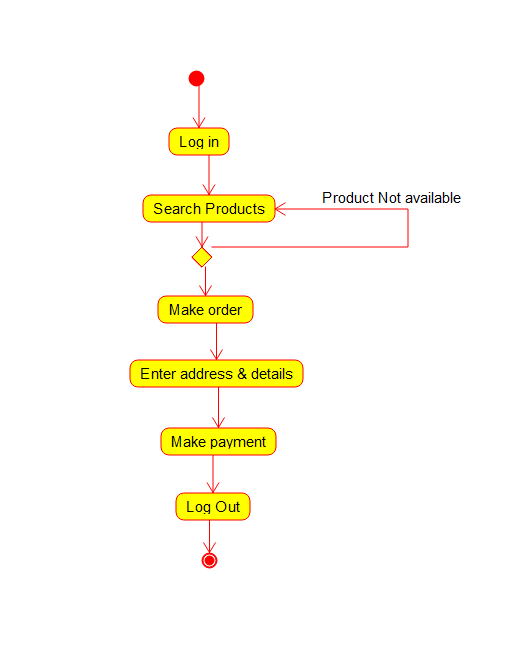 Log in
Product Not available
Search Products
Make order
Enter address & details
Make payment
Log Out